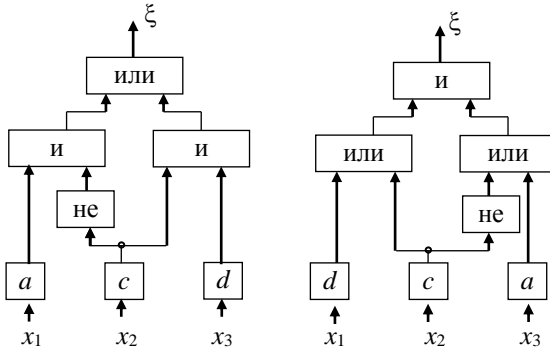 ξ ξ
или и
и и или или
не не
a c d d c a
x1 x2 x3 x1 x2 x3